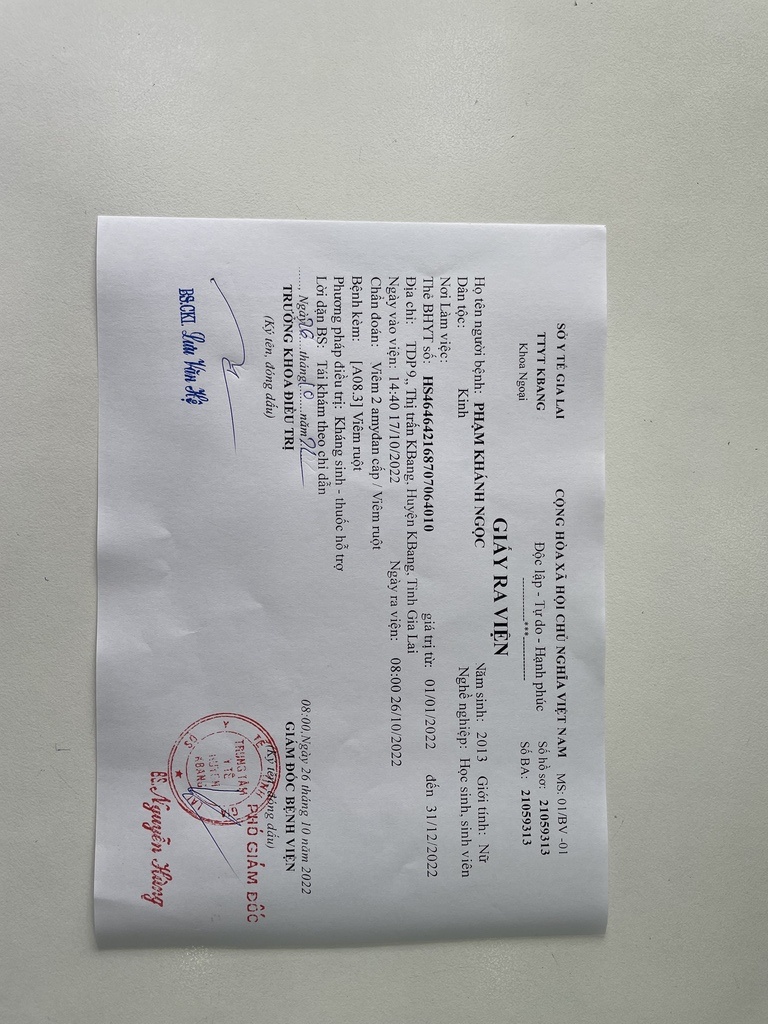 SỞ Y TẾ GIA LAI
TTYT KBANG
Khoa Ngoại
CỘNG HÒA XÃ HỘI CHỦ NGHĨA VIỆT NAM
Độc lập - Tự do - Hạnh phúc
----------***----------
MS: 01/BV -01
Số hồ sơ: 21059313
Số BA: 21059313
GIẤY RA VIỆN
Họ tên người bệnh: PHẠM KHÁNH NGỌC Năm sinh: 2013 Giới tính: Nữ
Dân tộc: Kinh Nghề nghiệp: Học sinh, sinh viên
Nơi Làm việc:
Thẻ BHYT số: HS464642168707064010 giá trị từ: 01/01/2022 đến 31/12/2022
Địa chỉ: TDP 9,, Thị trấn KBang, Huyện KBang, Tỉnh Gia Lai
Ngày vào viện: 14:40 17/10/2022 Ngày ra viện: 08:00 26/10/2022
Chẩn đoán: Viêm 2 amyđan cấp / Viêm ruột
Bệnh kèm: [A08.3] Viêm ruột
Phương pháp điều trị: Kháng sinh - thuốc hỗ trợ
Lời dặn BS: Tái khám theo chỉ dẫn
......, Ngày 26 tháng 10 năm
TRƯỞNG KHOA ĐIỀU TRỊ
(Ký tên, đóng dấu)
BS.CKI. Lưu Văn Hệ
08:00,Ngày 26 tháng 10 năm 2022
GIÁM ĐỐC BỆNH VIỆN
(Ký tên, đóng dấu)
PHÓ GIÁM ĐỐC
TRUNG TÂM
Y TẾ
HUYỆN
KBANG
BS. Nguyễn Hùng